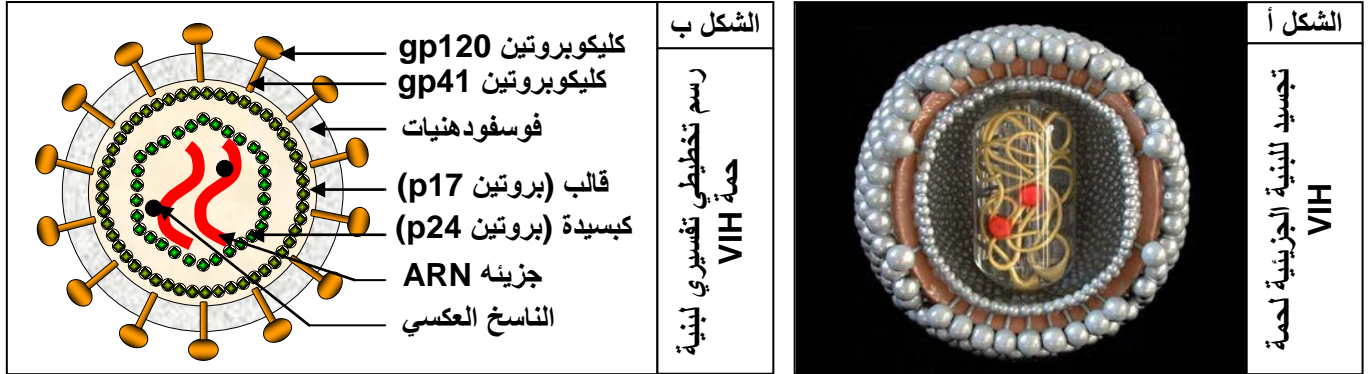 الشكل أ
تجسيد للبنية الجزيئية لحمة
VIH
الشكل ب
رسم تخطيطي تفسيري لبنية
حمة VIH
كليكوبروتين gp120
كليكوبروتين gp41
فوسفودهنيات
قالب (بروتين p17)
كبسيدة (بروتين p24)
جزيئه ARN
الناسخ العكسي